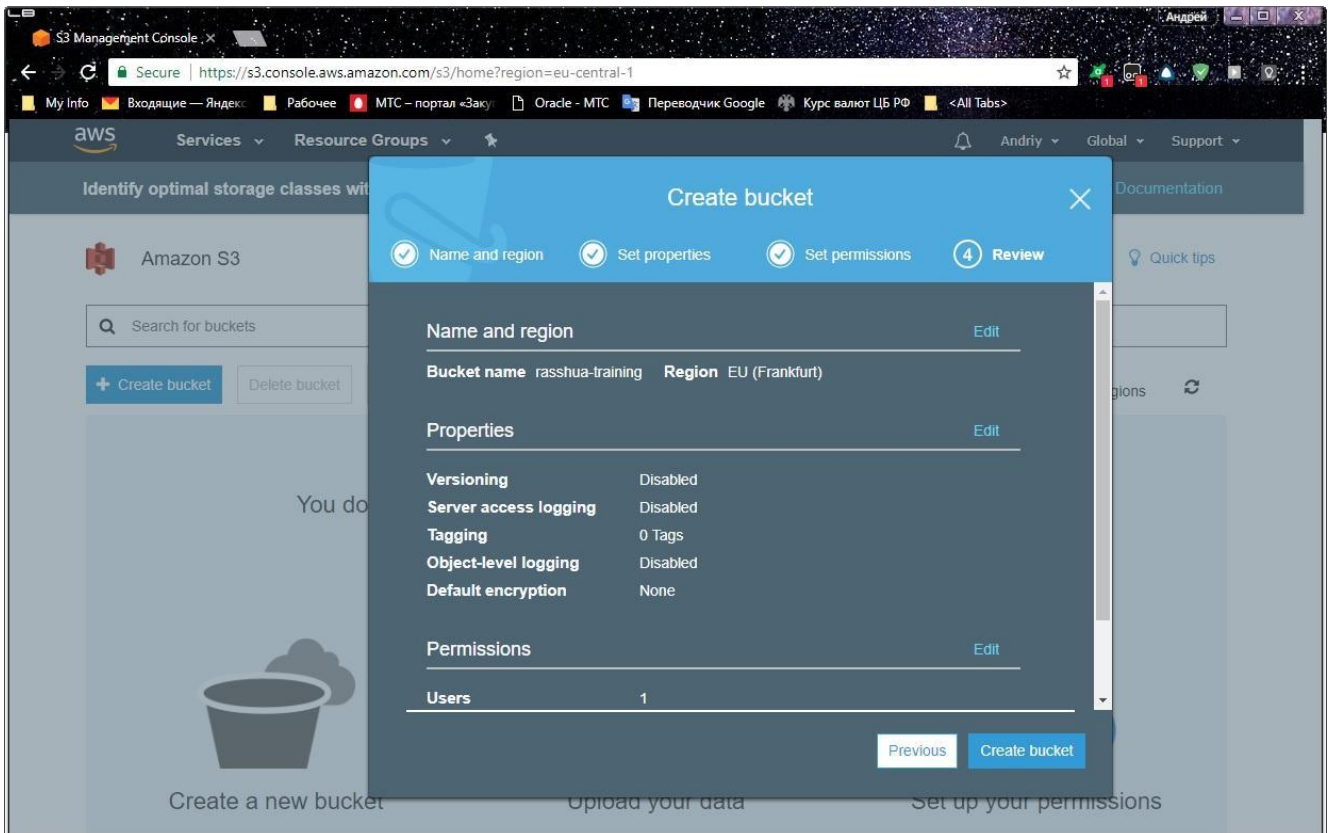 Андрей
S3 Management Console
Secure | https://s3.console.aws.amazon.com/s3/home?region=eu-central-1
My Info Входящие — Яндекс Рабочее МТС – портал «Заку Oracle - МТС Переводчик Google Курс валют ЦБ РФ <All Tabs>
aws Services Resource Groups Andriy Global Support
Identify optimal storage classes wit Documentation
Create bucket
Name and region Set properties Set permissions 4 Review
Amazon S3 Quick tips
Search for buckets
Name and region Edit
Bucket name rasshua-training Region EU (Frankfurt)
+ Create bucket Delete bucket gions
Properties Edit
Versioning Disabled
You do
Server access logging Disabled
Tagging 0 Tags
Object-level logging Disabled
Default encryption None
Permissions Edit
Users 1
Previous Create bucket
Create a new bucket Upload your data Set up your permissions